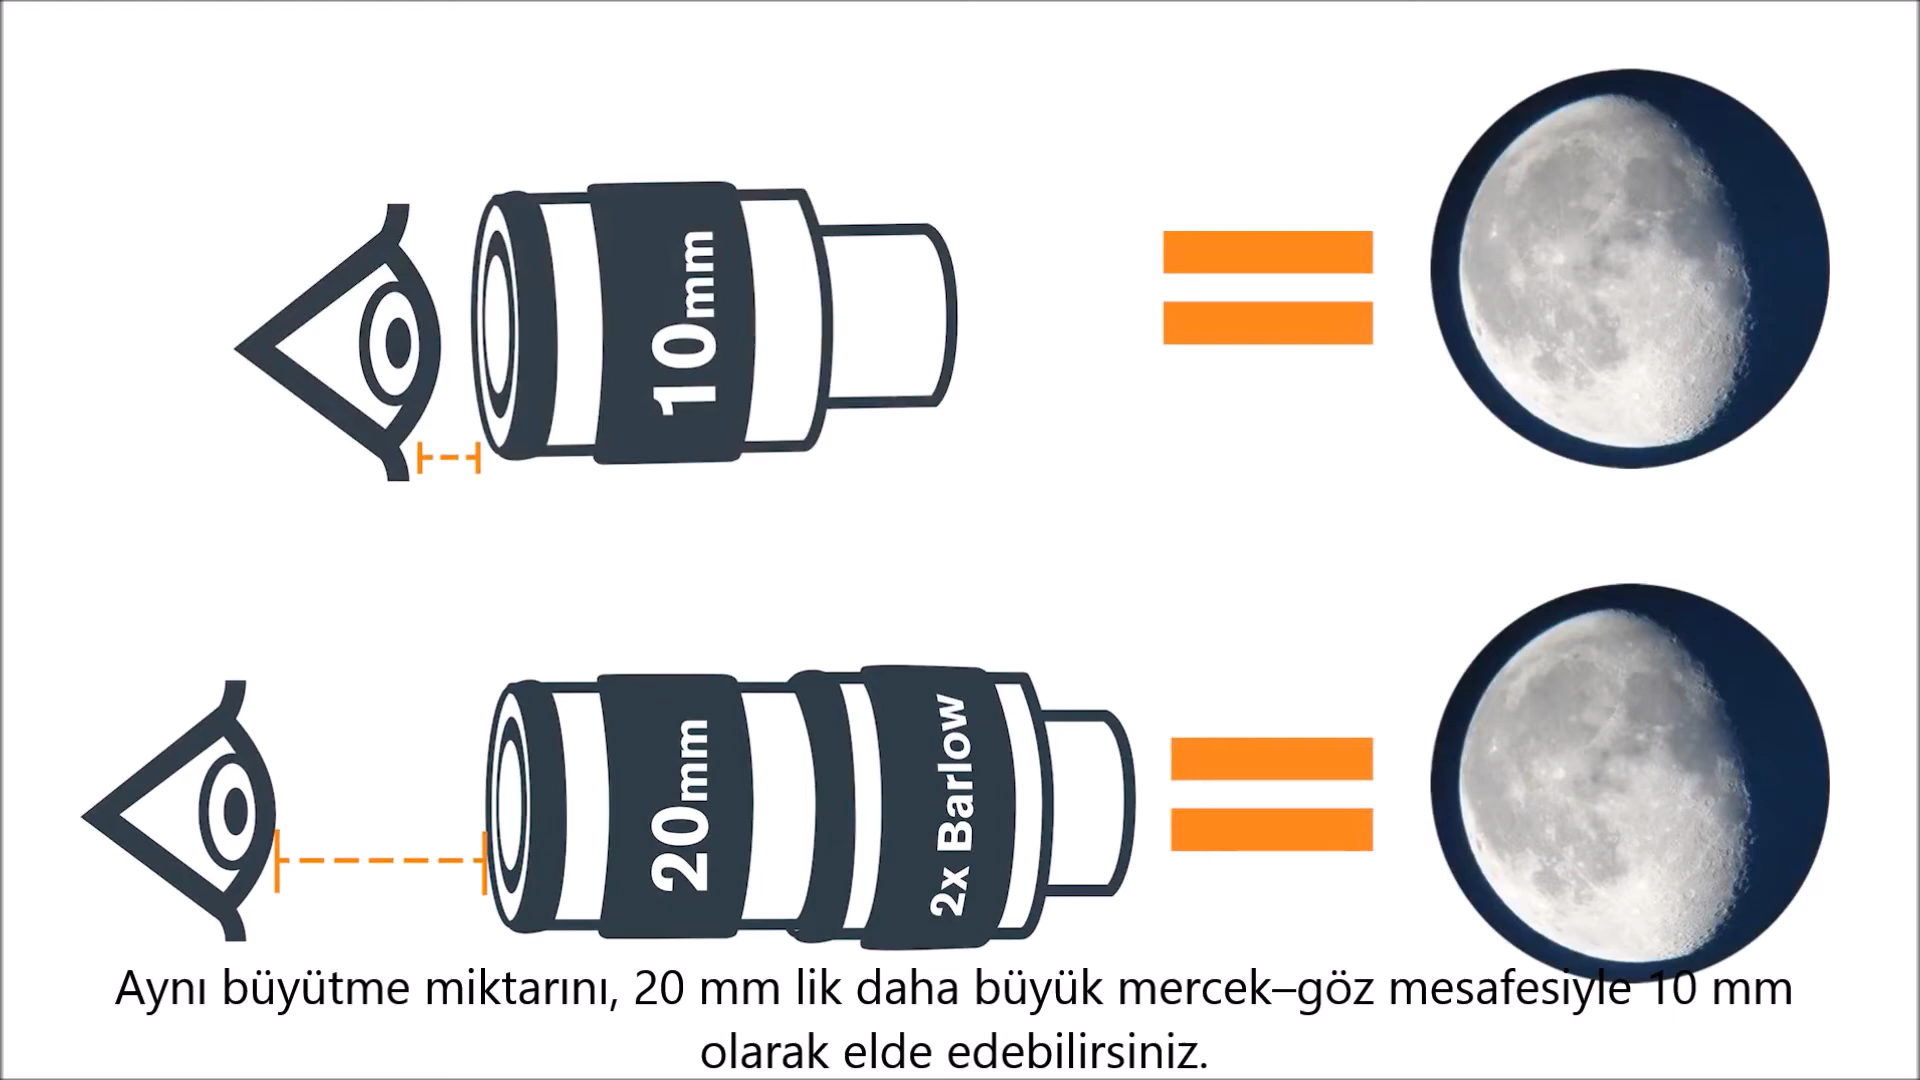 10mm
20mm
2x Barlow
Aynı büyütme miktarını, 20 mm lik daha büyük mercek–göz mesafesiyle 10 mm
olarak elde edebilirsiniz.